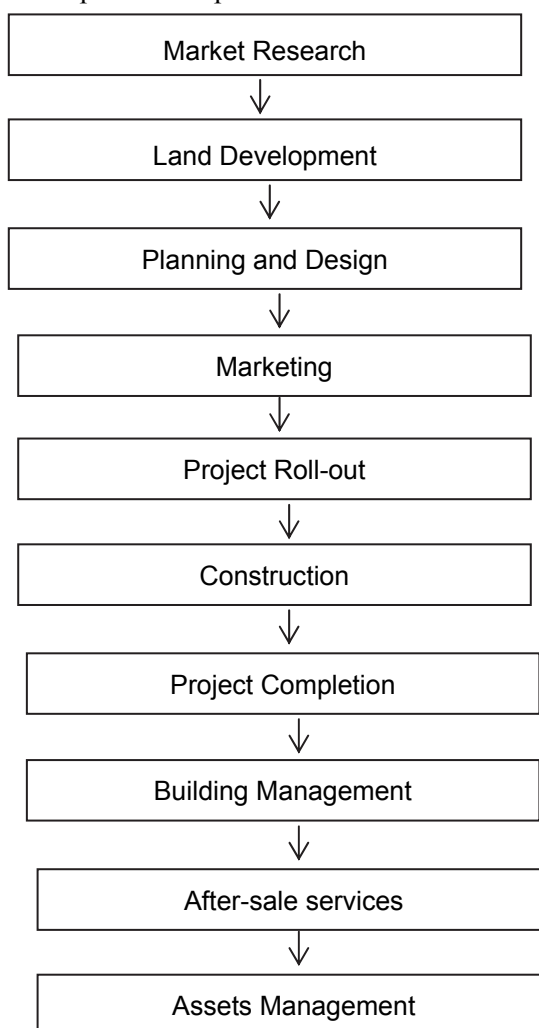 Market Research
Land Development
Planning and Design
Marketing
Project Roll-out
Construction
Project Completion
Building Management
After-sale services
Assets Management